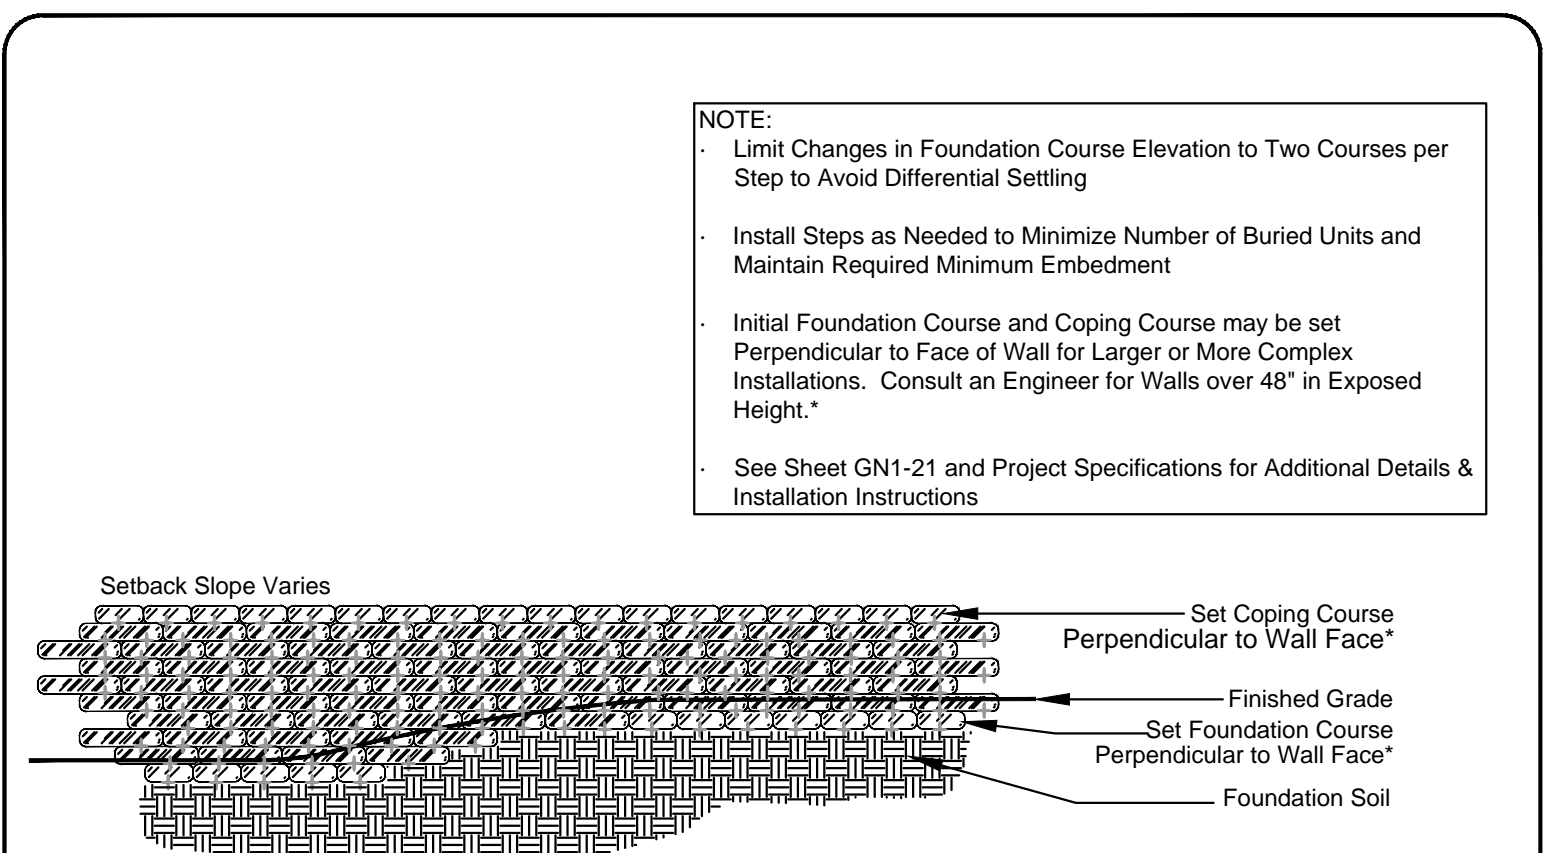 NOTE:
· Limit Changes in Foundation Course Elevation to Two Courses per
Step to Avoid Differential Settling
· Install Steps as Needed to Minimize Number of Buried Units and
Maintain Required Minimum Embedment
· Initial Foundation Course and Coping Course may be set
Perpendicular to Face of Wall for Larger or More Complex
Installations.  Consult an Engineer for Walls over 48" in Exposed
Height.*
· See Sheet GN1-21 and Project Specifications for Additional Details &
Installation Instructions
Setback Slope Varies
Set Coping Course
Perpendicular to Wall Face*
Finished Grade
Set Foundation Course
Perpendicular to Wall Face*
Foundation Soil